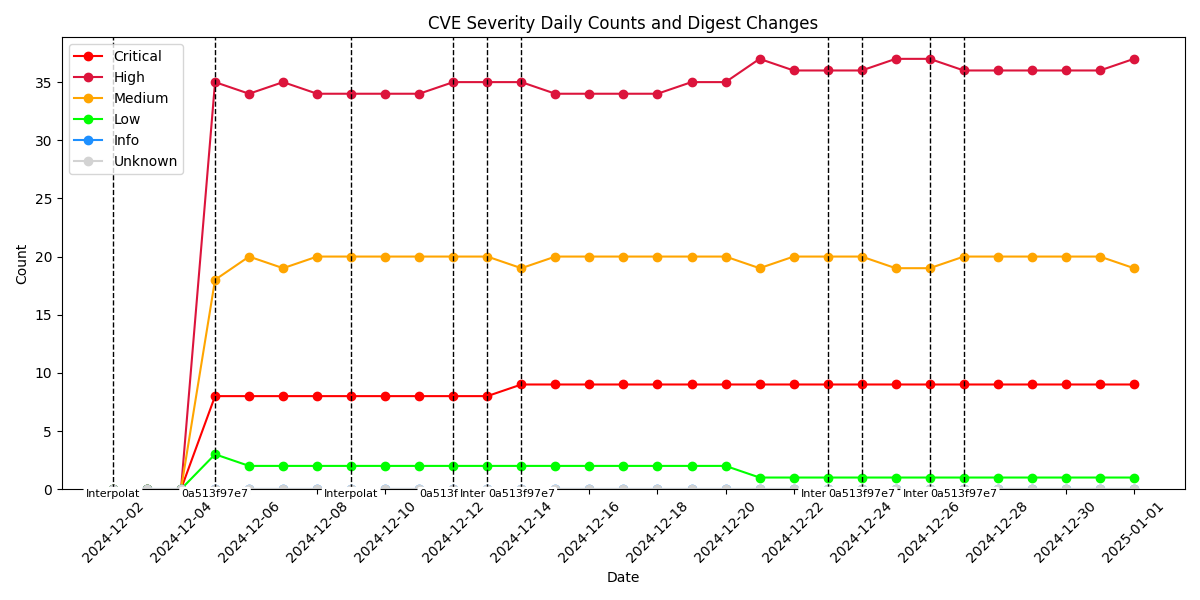 CVE Severity Daily Counts and Digest Changes
Critical
High
Medium
Low
Info
Unknown
Count
35
30
25
20
15
10
5
0
Interpolat
0a513f97e7
Interpolat
0a513f
Inter
0a513f97e7
Inter
0a513f97e7
Inter
0a513f97e7
2024-12-02
2024-12-04
2024-12-06
2024-12-08
2024-12-10
2024-12-12
2024-12-14
2024-12-16
2024-12-18
2024-12-20
2024-12-22
2024-12-24
2024-12-26
2024-12-28
2024-12-30
2025-01-01
Date